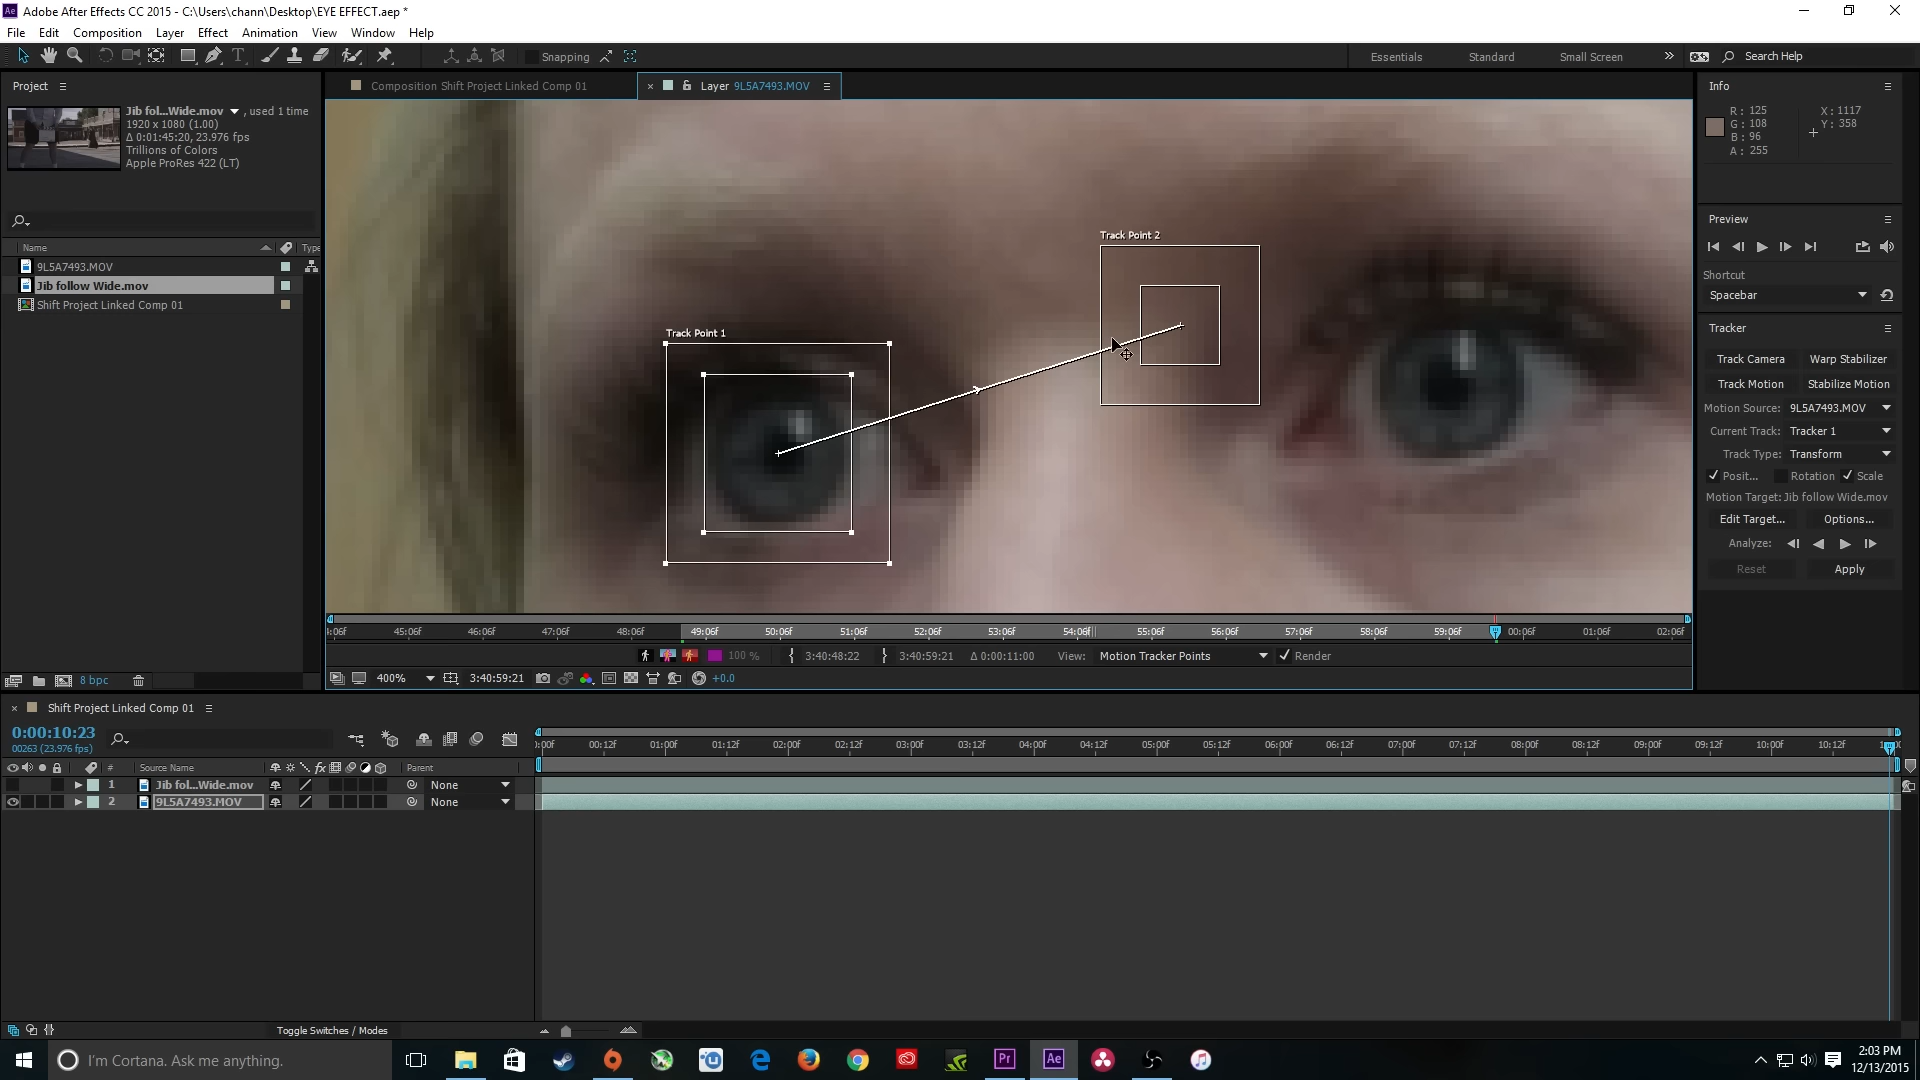 Adobe After Effects CC 2015 - C:\Users\chann\Desktop\EYE EFFECT.aep *
File Edit Composition Layer Effect Animation View Window Help
Snapping
Essentials Standard Small Screen Search Help
Project
Jib fol...Wide.mov , used 1 time
1920 x 1080 (1.00)
Δ 0:01:45:20, 23.976 fps
Trillions of Colors
Apple ProRes 422 (LT)
Name Type
9L5A7493.MOV
Jib follow Wide.mov
Shift Project Linked Comp 01
8 bpc
Composition Shift Project Linked Comp 01
Layer 9L5A7493.MOV
Track Point 1
Track Point 2
45:06f 46:06f 47:06f 48:06f 49:06f 50:06f 51:06f 52:06f 53:06f 54:06f 55:06f 56:06f 57:06f 58:06f 59:06f 00:06f 01:06f 02:06f
100 % 3:40:48:22 3:40:59:21 Δ 0:00:11:00 View: Motion Tracker Points Render
400% 3:40:59:21 +0.0
Info
R: 125
G: 108
B: 96
A: 255
X: 1117
Y: 358
Preview
Shortcut
Spacebar
Tracker
Track Camera Warp Stabilizer
Track Motion Stabilize Motion
Motion Source: 9L5A7493.MOV
Current Track: Tracker 1
Track Type: Transform
Posit... Rotation Scale
Motion Target: Jib follow Wide.mov
Edit Target... Options...
Analyze:
Reset Apply
Shift Project Linked Comp 01
0:00:10:23
00263 (23.976 fps)
# Source Name fx Parent
1 Jib fol...Wide.mov None
2 9L5A7493.MOV None
:00f 00:12f 01:00f 01:12f 02:00f 02:12f 03:00f 03:12f 04:00f 04:12f 05:00f 05:12f 06:00f 06:12f 07:00f 07:12f 08:00f 08:12f 09:00f 09:12f 10:00f 10:12f
Toggle Switches / Modes
I'm Cortana. Ask me anything.
Pr
Ae
2:03 PM
12/13/2015